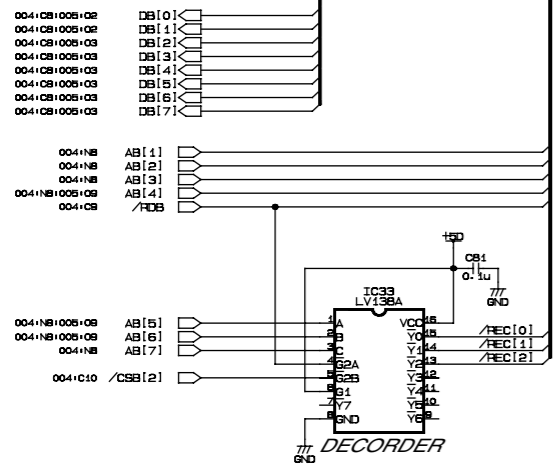 004:C8:005:02 DB[0]
004:C8:005:02 DB[1]
004:C8:005:03 DB[2]
004:C8:005:03 DB[3]
004:C8:005:03 DB[4]
004:C8:005:03 DB[5]
004:C8:005:03 DB[6]
004:C8:005:03 DB[7]
004:N8 AB[1]
004:N8 AB[2]
004:N8 AB[3]
004:N8:005:09 AB[4]
004:C9 /RDB
+5D
C81
0.1u
GND
IC33
LV138A
004:N8:005:09 AB[5] 1 A VCC 16
004:N8:005:09 AB[6] 2 B Y0 15 /REC[0]
004:N8 AB[7] 3 C Y1 14 /REC[1]
4 G2A Y2 13 /REC[2]
004:C10 /CSB[2] 5 G2B Y3 12
6 G1 Y4 11
7 Y7 Y5 10
8 GND Y6 9
GND
DECORDER